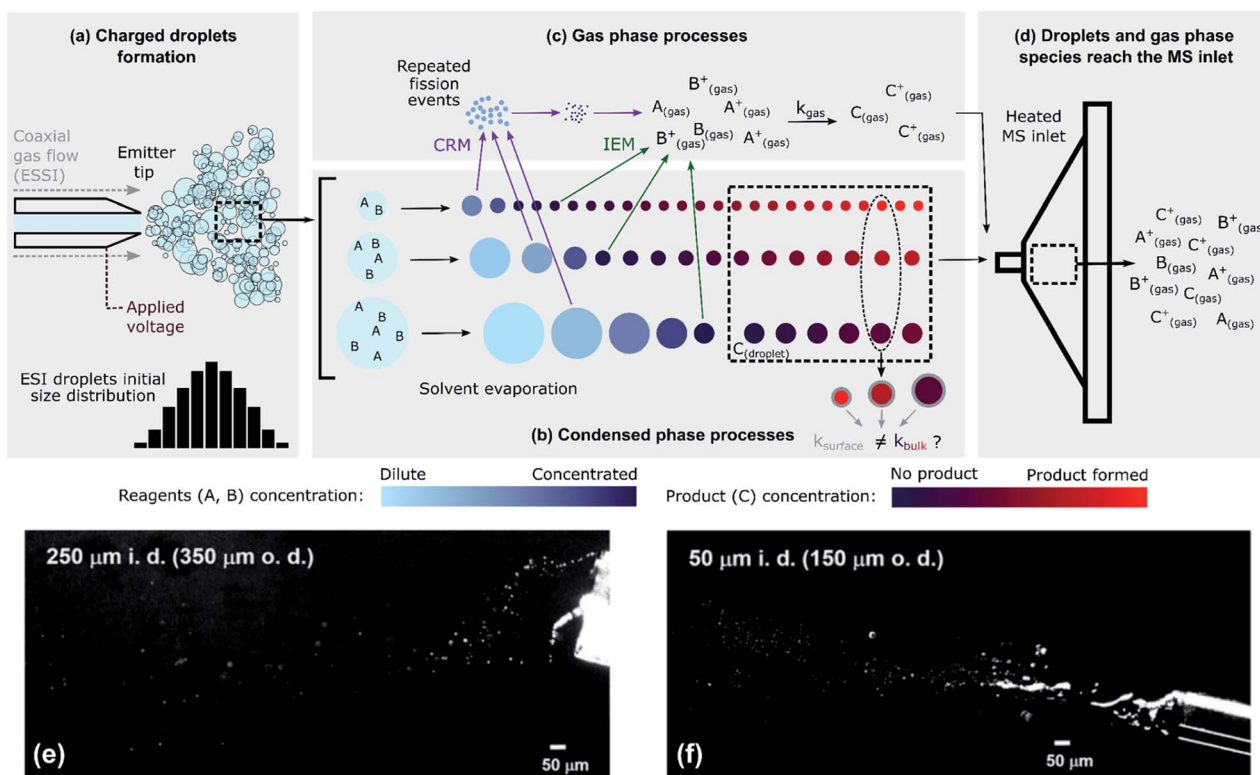 (a) Charged droplets
formation
Coaxial
gas flow
(ESSI)
Emitter
tip
Applied
voltage
ESI droplets initial
size distribution
(c) Gas phase processes
Repeated
fission
events
CRM
IEM
A(gas)
B+(gas)
A+(gas)
B+(gas)
B(gas)
A+(gas)
kgas
C(gas)
C+(gas)
C+(gas)
A
B
A
B
A
B
A
B
A
B
B
A
C(droplet)
Solvent evaporation
(b) Condensed phase processes
ksurface ≠ kbulk ?
(d) Droplets and gas phase
species reach the MS inlet
Heated
MS inlet
C+(gas)
B+(gas)
A+(gas)
C+(gas)
B(gas)
A+(gas)
B+(gas)
C(gas)
C+(gas)
A(gas)
Dilute
Concentrated
Reagents (A, B) concentration:
No product
Product formed
Product (C) concentration:
250 μm i. d. (350 μm o. d.)
(e)
50 μm
50 μm i. d. (150 μm o. d.)
(f)
50 μm